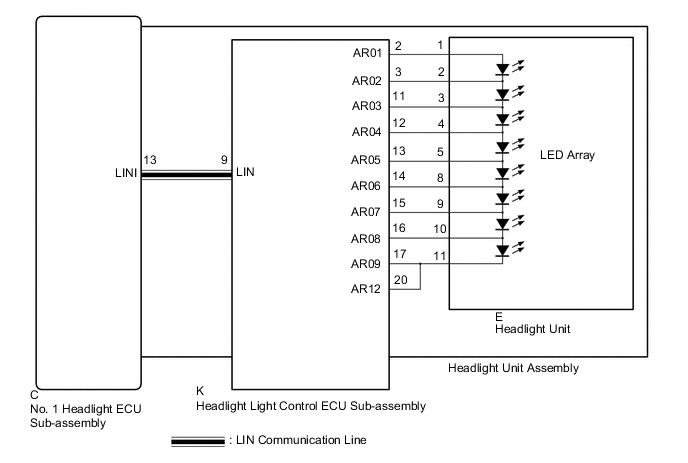 AR01 2 1
AR02 3 2
AR03 11 3
AR04 12 4
LINI 13 9 LIN
AR05 13 5
LED Array
AR06 14 8
AR07 15 9
AR08 16 10
AR09 17 11
AR12 20
E
Headlight Unit
Headlight Unit Assembly
C
No. 1 Headlight ECU
Sub-assembly
K
Headlight Light Control ECU Sub-assembly
: LIN Communication Line